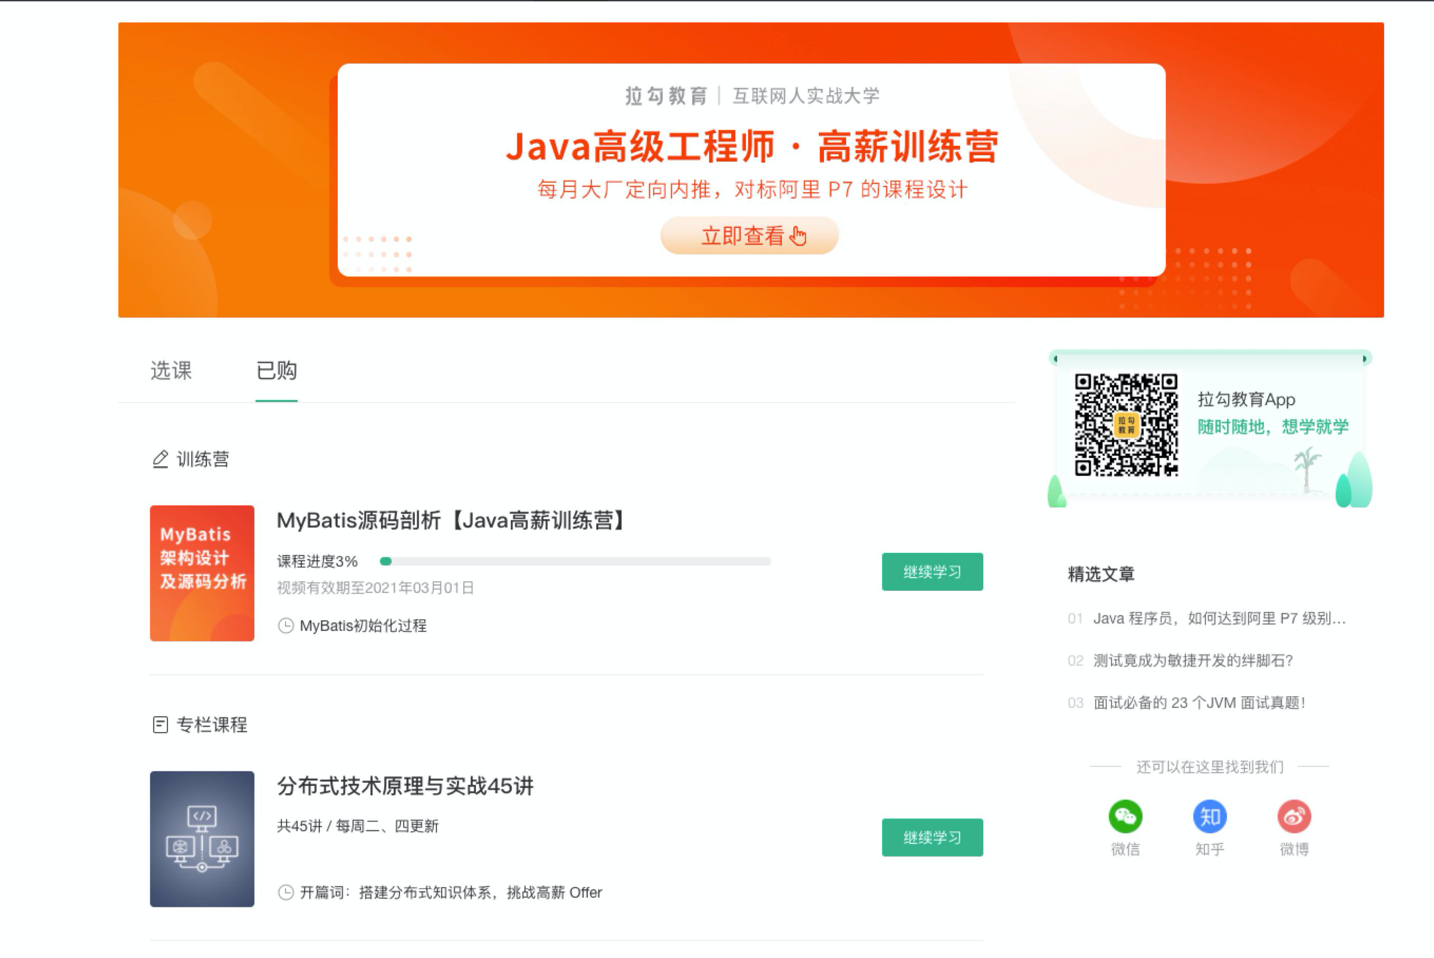 拉勾教育 | 互联网人实战大学
Java高级工程师 · 高薪训练营
每月大厂定向内推，对标阿里 P7 的课程设计
立即查看
选课 已购
训练营
MyBatis
架构设计
及源码分析
MyBatis源码剖析【Java高薪训练营】
课程进度3%
视频有效期至2021年03月01日
MyBatis初始化过程
继续学习
专栏课程
分布式技术原理与实战45讲
共45讲 / 每周二、四更新
开篇词：搭建分布式知识体系，挑战高薪 Offer
继续学习
拉勾
教育
拉勾教育App
随时随地，想学就学
精选文章
01 Java 程序员，如何达到阿里 P7 级别...
02 测试竟成为敏捷开发的绊脚石？
03 面试必备的 23 个JVM 面试真题！
还可以在这里找到我们
知
微信 知乎 微博